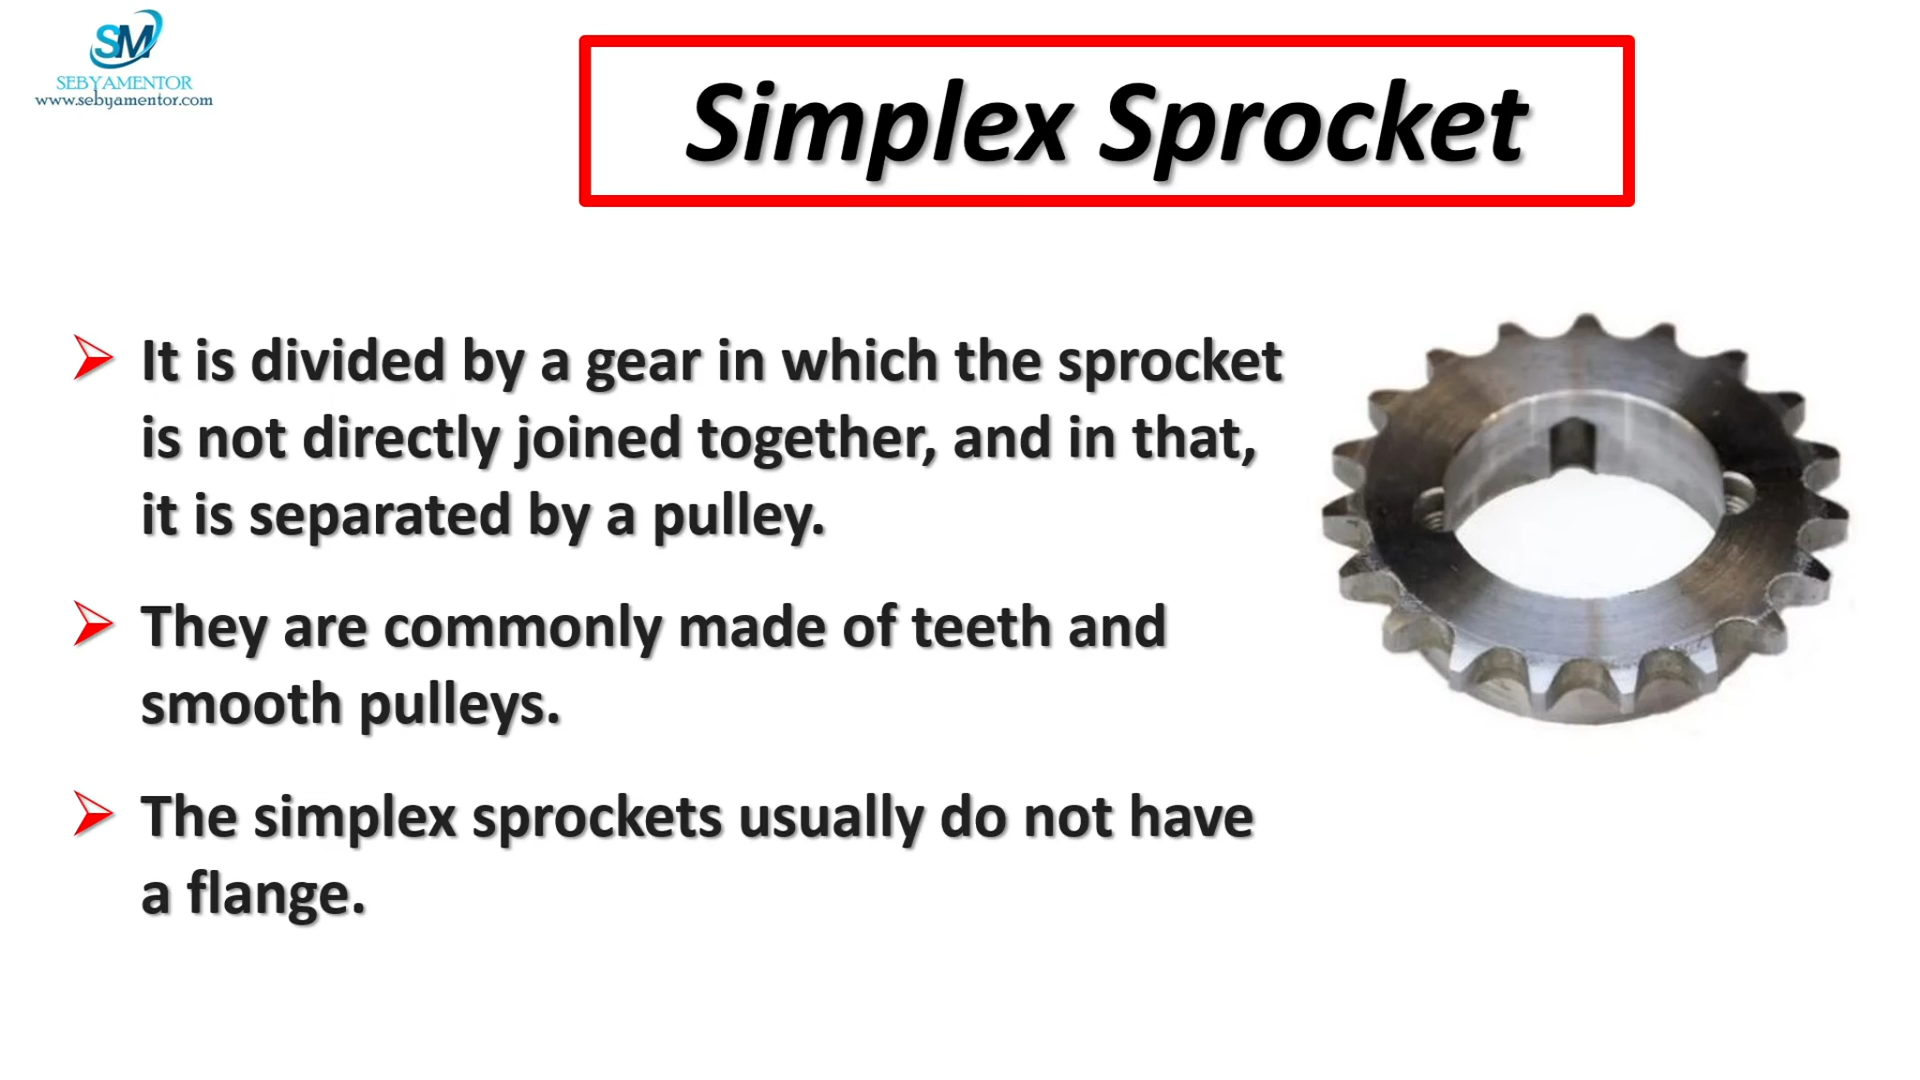 SM
SEBYAMENTOR
www.sebyamentor.com
Simplex Sprocket
It is divided by a gear in which the sprocket
is not directly joined together, and in that,
it is separated by a pulley.
They are commonly made of teeth and
smooth pulleys.
The simplex sprockets usually do not have
a flange.